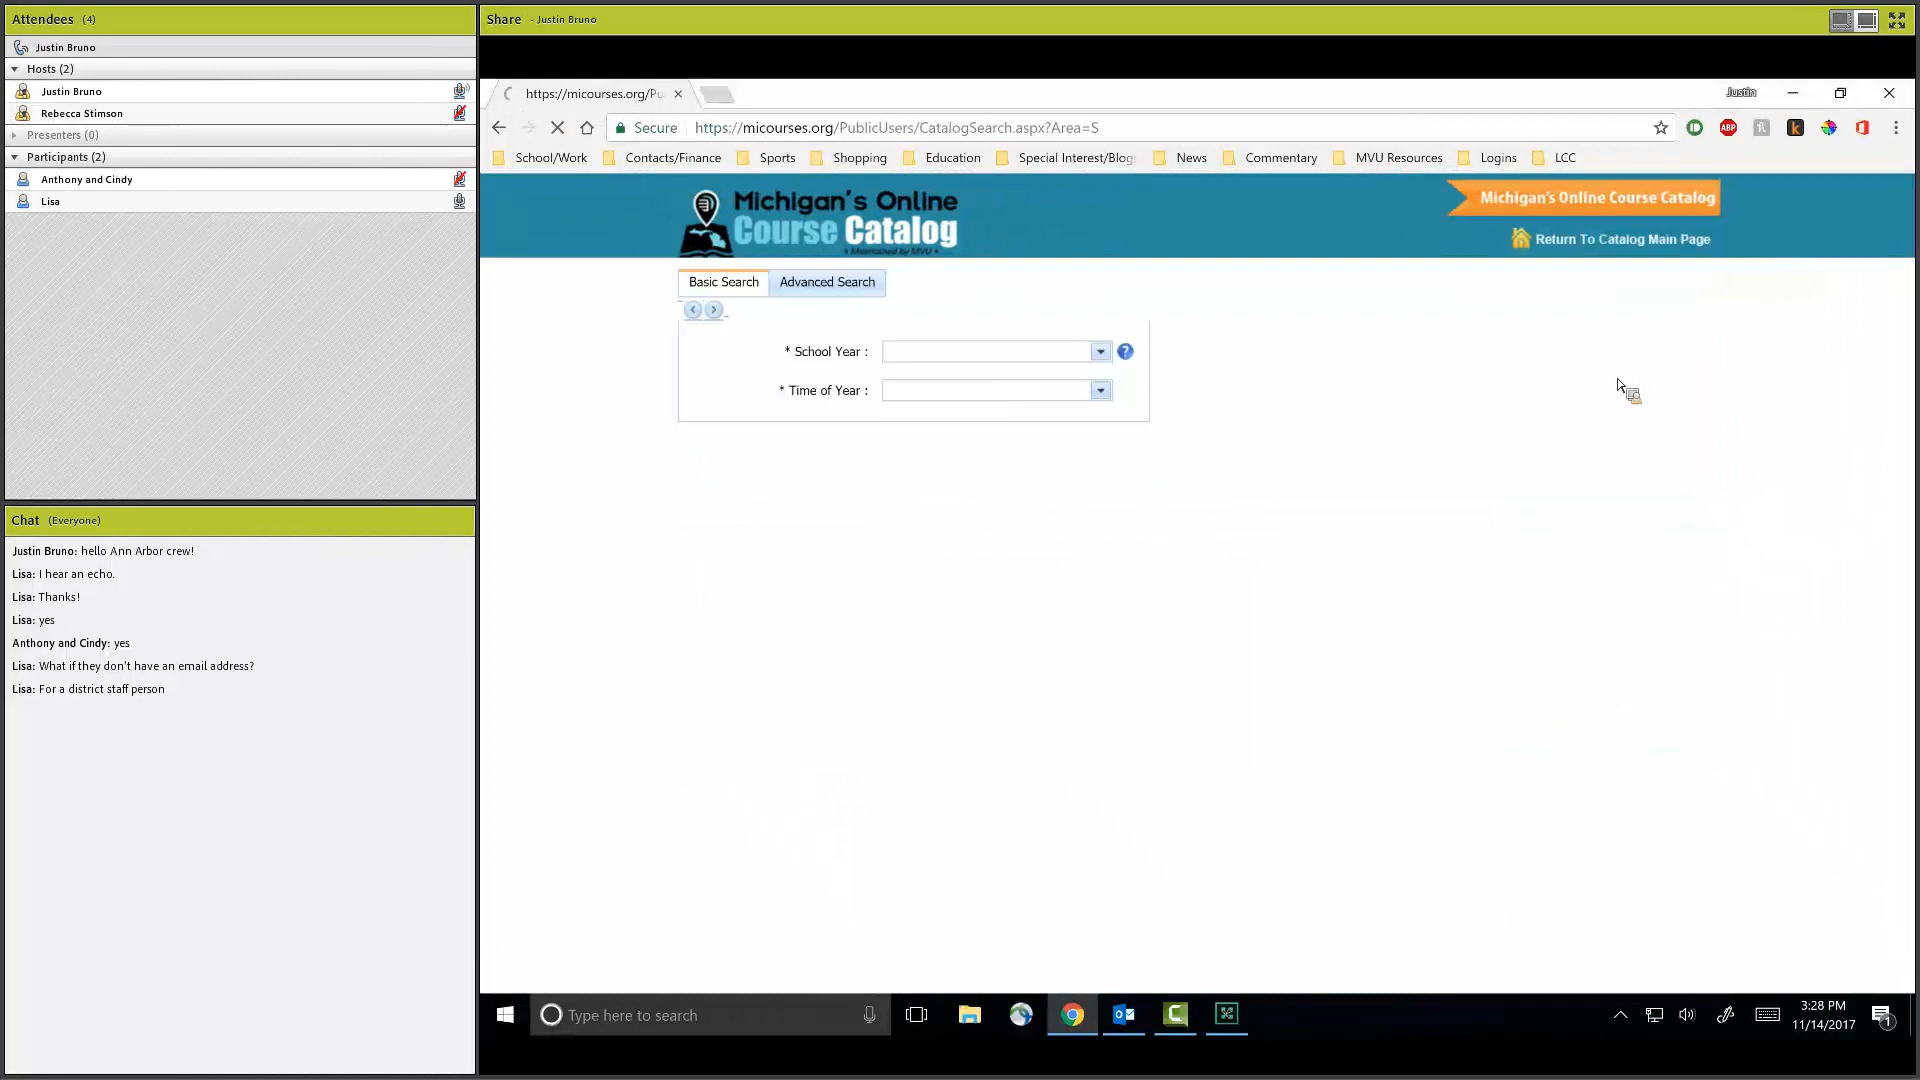 Attendees (4)
Justin Bruno
Hosts (2)
Justin Bruno
Rebecca Stimson
Presenters (0)
Participants (2)
Anthony and Cindy
Lisa
Chat (Everyone)
Justin Bruno: hello Ann Arbor crew!
Lisa: I hear an echo.
Lisa: Thanks!
Lisa: yes
Anthony and Cindy: yes
Lisa: What if they don't have an email address?
Lisa: For a district staff person
Share - Justin Bruno
https://micourses.org/Pu
Justin
Secure https://micourses.org/PublicUsers/CatalogSearch.aspx?Area=S
ABP
School/Work Contacts/Finance Sports Shopping Education Special Interest/Blog News Commentary MVU Resources Logins LCC
Michigan's Online
Course Catalog
• Maintained by MVU •
Michigan's Online Course Catalog
Return To Catalog Main Page
Basic Search Advanced Search
* School Year :
* Time of Year :
Type here to search
3:28 PM
11/14/2017
1